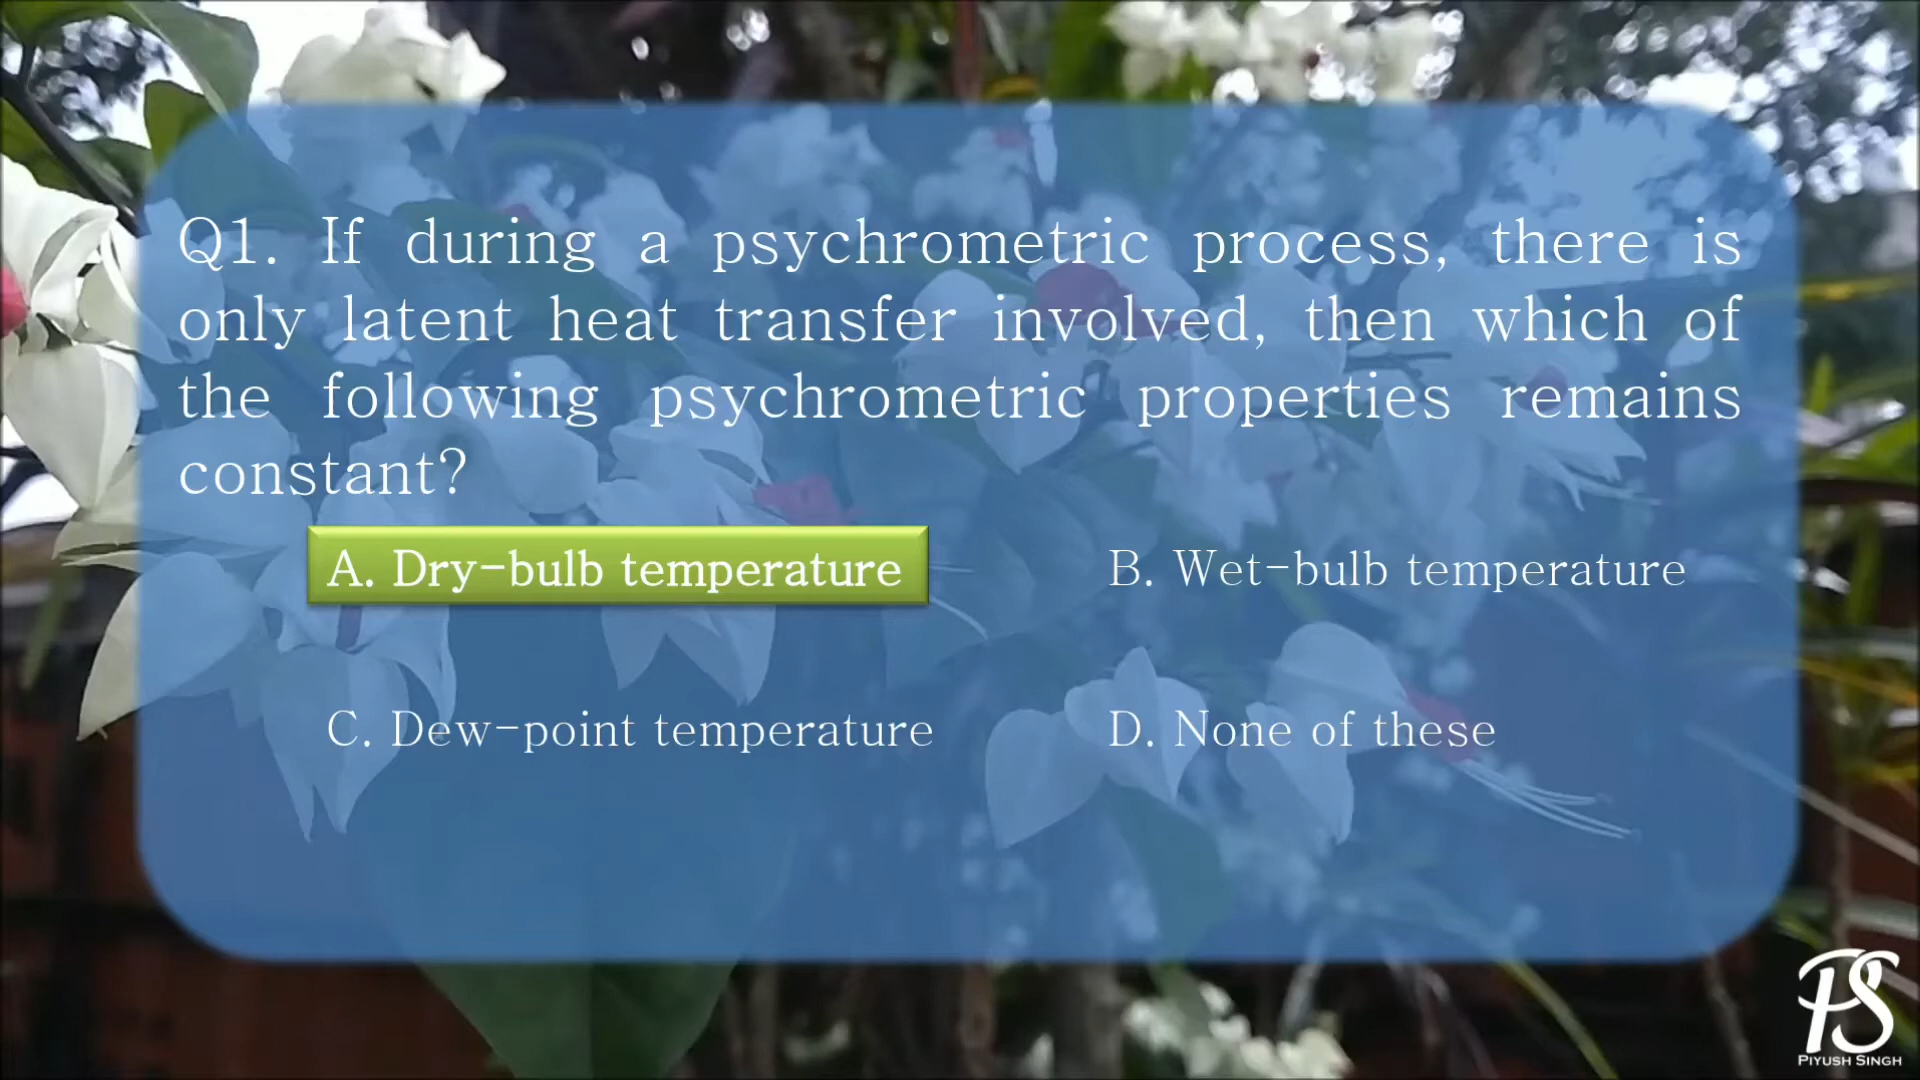 Q1. If during a psychrometric process, there is
only latent heat transfer involved, then which of
the following psychrometric properties remains
constant?
A. Dry-bulb temperature
B. Wet-bulb temperature
C. Dew-point temperature
D. None of these
PS
PIYUSH SINGH